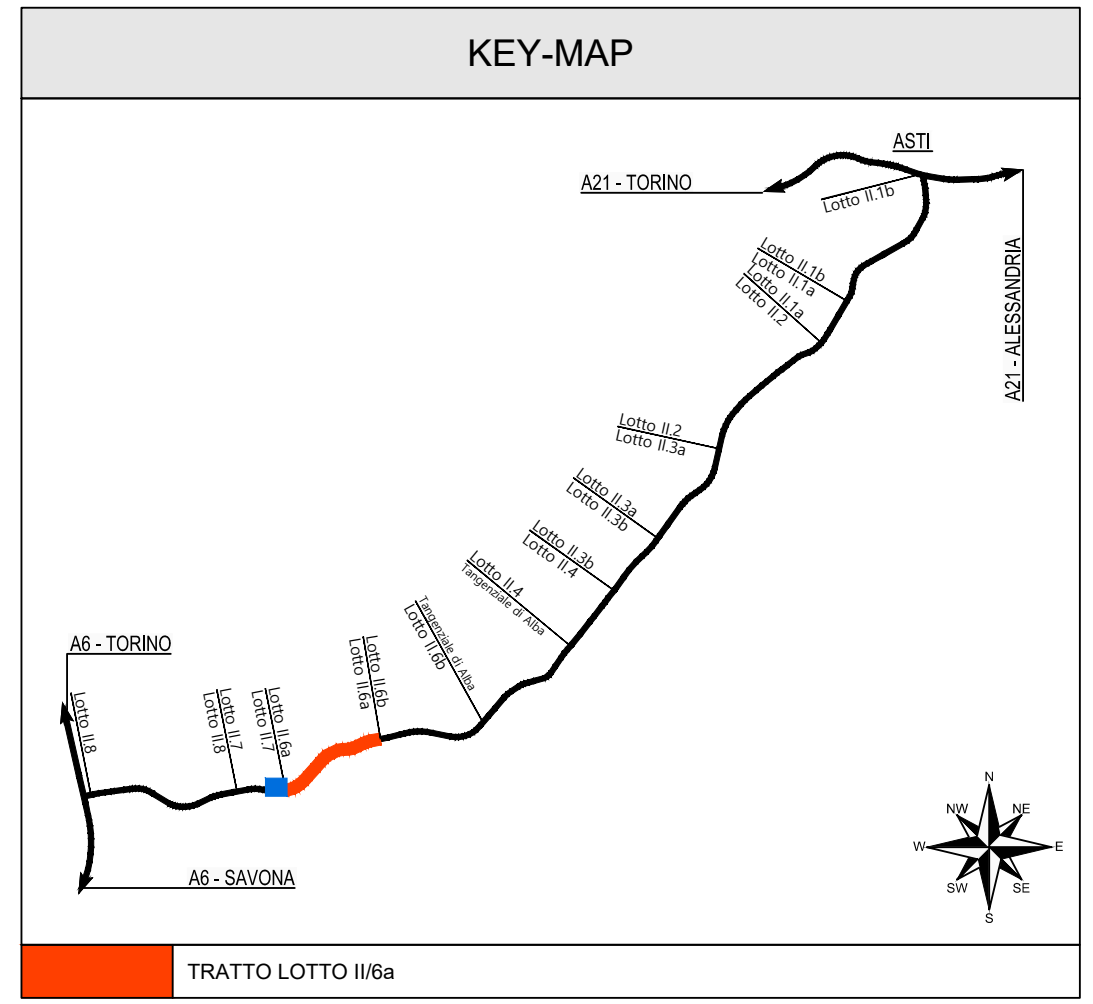 KEY-MAP
ASTI
A21 - TORINO
Lotto II.1b
A21 - ALESSANDRIA
Lotto II.1b
Lotto II.1a
Lotto II.1a
Lotto II.2
Lotto II.2
Lotto II.3a
Lotto II.3a
Lotto II.3b
Lotto II.3b
Lotto II.4
Lotto II.4
Tangenziale di Alba
Tangenziale di Alba
Lotto II.6b
Lotto II.6b
Lotto II.6a
A6 - TORINO
Lotto II.6a
Lotto II.7
Lotto II.7
Lotto II.8
Lotto II.8
A6 - SAVONA
N
NW
NE
W
E
SW
SE
S
TRATTO LOTTO II/6a